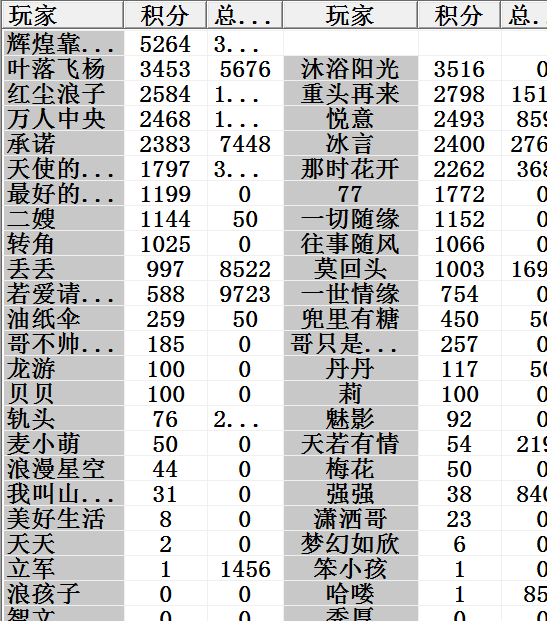 玩家 积分 总... 玩家 积分 总...
辉煌靠... 5264 3...
叶落飞杨 3453 5676 沐浴阳光 3516 0
红尘浪子 2584 1... 重头再来 2798 151
万人中央 2468 1... 悦意 2493 859
承诺 2383 7448 冰言 2400 276
天使的... 1797 3... 那时花开 2262 368
最好的... 1199 0 77 1772 0
二嫂 1144 50 一切随缘 1152 0
转角 1025 0 往事随风 1066 0
丢丢 997 8522 莫回头 1003 169
若爱请... 588 9723 一世情缘 754 0
油纸伞 259 50 兜里有糖 450 50
哥不帅... 185 0 哥只是... 257 0
龙游 100 0 丹丹 117 50
贝贝 100 0 莉 100 0
轨头 76 2... 魅影 92 0
麦小萌 50 0 天若有情 54 219
浪漫星空 44 0 梅花 50 0
我叫山... 31 0 强强 38 840
美好生活 8 0 潇洒哥 23 0
天天 2 0 梦幻如欣 6 0
立军 1 1456 笨小孩 1 0
浪孩子 0 0 哈喽 1 85
智文 0 0 0 0